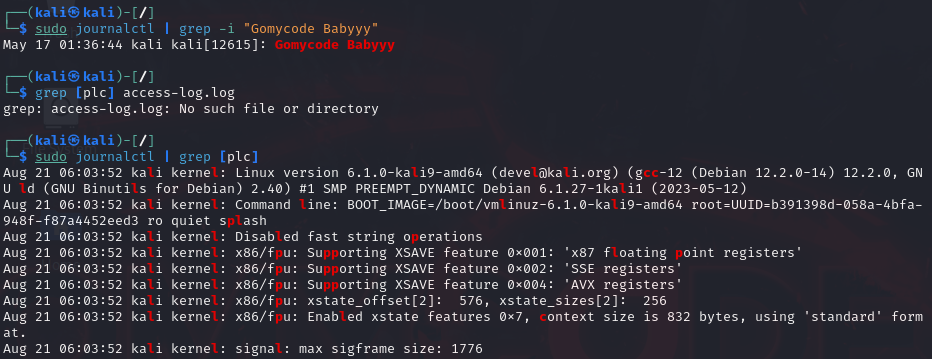 ┌──(kali㉿kali)-[/]
└─$ sudo journalctl | grep -i "Gomycode Babyyy"
May 17 01:36:44 kali kali[12615]: Gomycode Babyyy
┌──(kali㉿kali)-[/]
└─$ grep [plc] access-log.log
grep: access-log.log: No such file or directory
┌──(kali㉿kali)-[/]
└─$ sudo journalctl | grep [plc]
Aug 21 06:03:52 kali kernel: Linux version 6.1.0-kali9-amd64 (devel@kali.org) (gcc-12 (Debian 12.2.0-14) 12.2.0, GN
U ld (GNU Binutils for Debian) 2.40) #1 SMP PREEMPT_DYNAMIC Debian 6.1.27-1kali1 (2023-05-12)
Aug 21 06:03:52 kali kernel: Command line: BOOT_IMAGE=/boot/vmlinuz-6.1.0-kali9-amd64 root=UUID=b391398d-058a-4bfa-
948f-f87a4452eed3 ro quiet splash
Aug 21 06:03:52 kali kernel: Disabled fast string operations
Aug 21 06:03:52 kali kernel: x86/fpu: Supporting XSAVE feature 0×001: 'x87 floating point registers'
Aug 21 06:03:52 kali kernel: x86/fpu: Supporting XSAVE feature 0×002: 'SSE registers'
Aug 21 06:03:52 kali kernel: x86/fpu: Supporting XSAVE feature 0×004: 'AVX registers'
Aug 21 06:03:52 kali kernel: x86/fpu: xstate_offset[2]:  576, xstate_sizes[2]:  256
Aug 21 06:03:52 kali kernel: x86/fpu: Enabled xstate features 0×7, context size is 832 bytes, using 'standard' form
at.
Aug 21 06:03:52 kali kernel: signal: max sigframe size: 1776